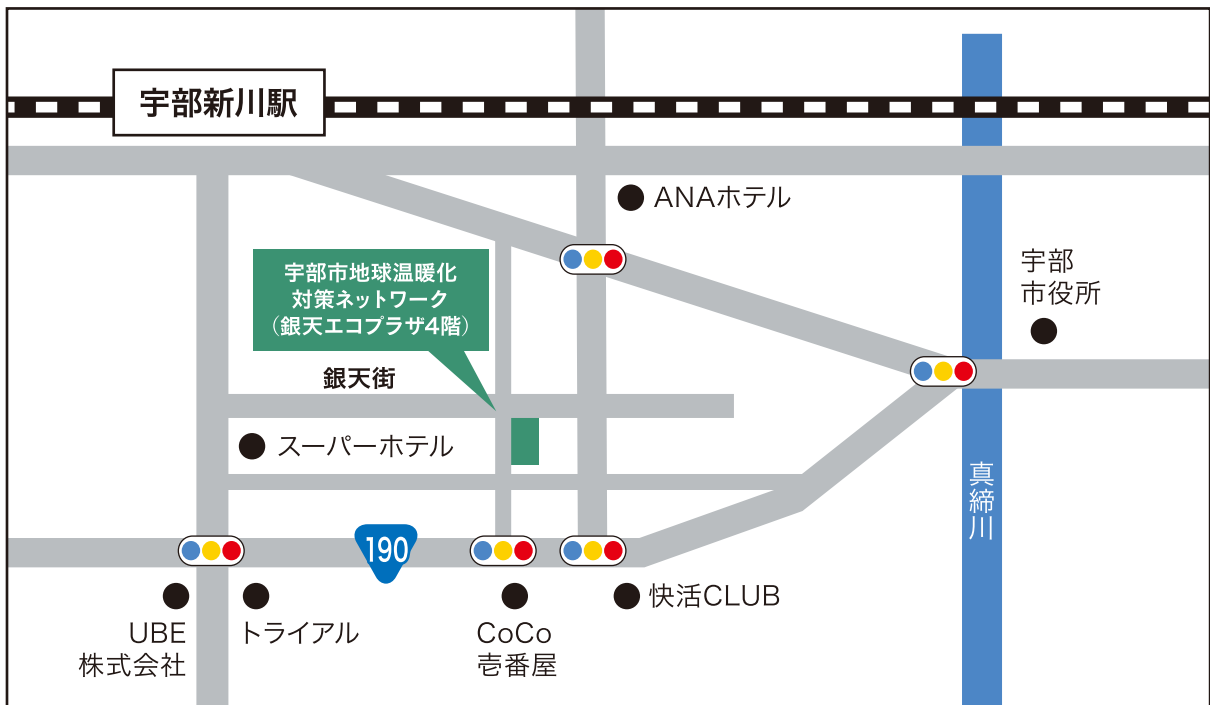 宇部新川駅
ANAホテル
宇部市地球温暖化
対策ネットワーク
（銀天エコプラザ4階）
宇部
市役所
銀天街
スーパーホテル
真締川
190
快活CLUB
UBE
株式会社
トライアル
CoCo
壱番屋